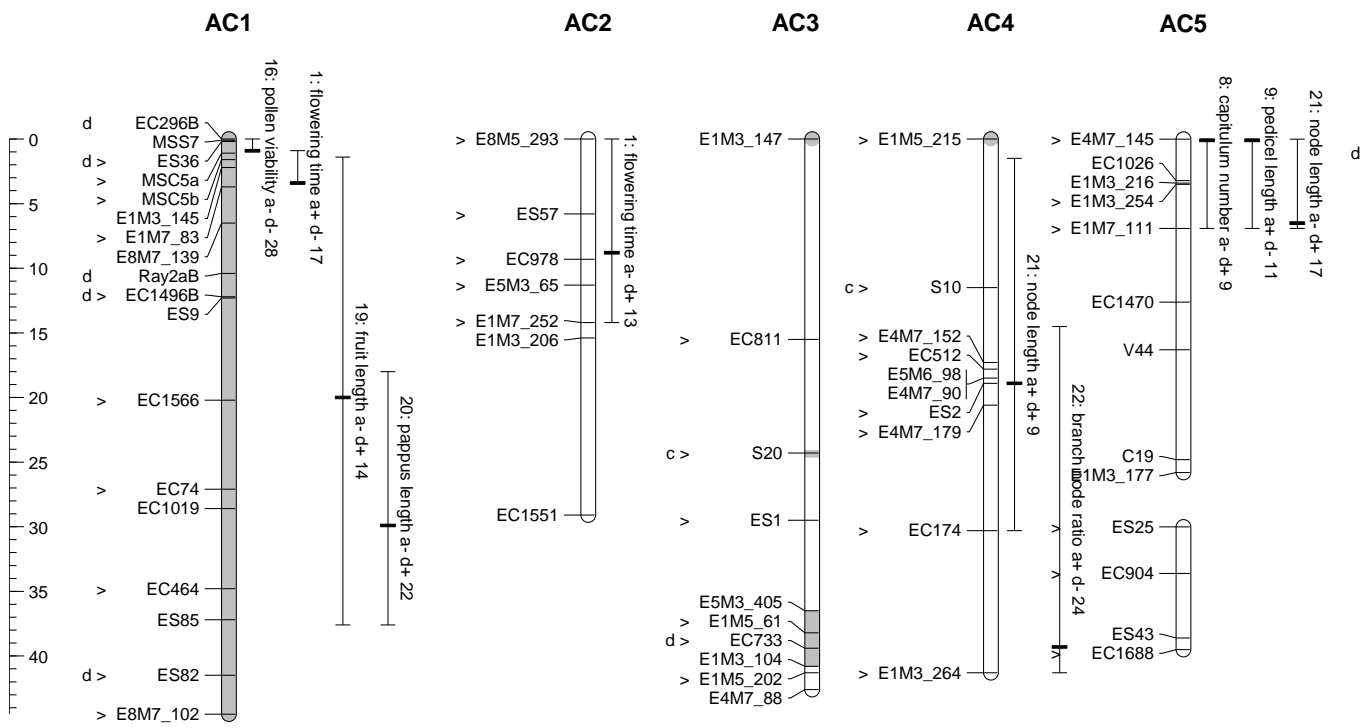 AC1
AC2
AC3
AC4
AC5
0
5
10
15
20
25
30
35
40
d EC296B
MSS7
d > ES36
> MSC5a
> MSC5b
E1M3_145
> E1M7_83
E8M7_139
d Ray2aB
d > EC1496B
ES9
> EC1566
> EC74
EC1019
> EC464
ES85
d > ES82
> E8M7_102
16: pollen viability a- d- 28
1: flowering time a+ d- 17
19: fruit length a- d+ 14
20: pappus length a- d+ 22
> E8M5_293
> ES57
> EC978
> E5M3_65
> E1M7_252
E1M3_206
EC1551
1: flowering time a- d+ 13
E1M3_147
> EC811
c > S20
> ES1
E5M3_405
> E1M5_61
d > EC733
E1M3_104
> E1M5_202
E4M7_88
> E1M5_215
c > S10
> E4M7_152
> EC512
E5M6_98
E4M7_90
> ES2
> E4M7_179
> EC174
> E1M3_264
21: node length a+ d+ 9
22: branch node ratio a+ d- 24
> E4M7_145
EC1026
E1M3_216
> E1M3_254
> E1M7_111
EC1470
V44
C19
E1M3_177
> ES25
> EC904
ES43
> EC1688
8: capitulum number a- d+ 9
9: pedicel length a+ d- 11
21: node length a- d+ 17
d